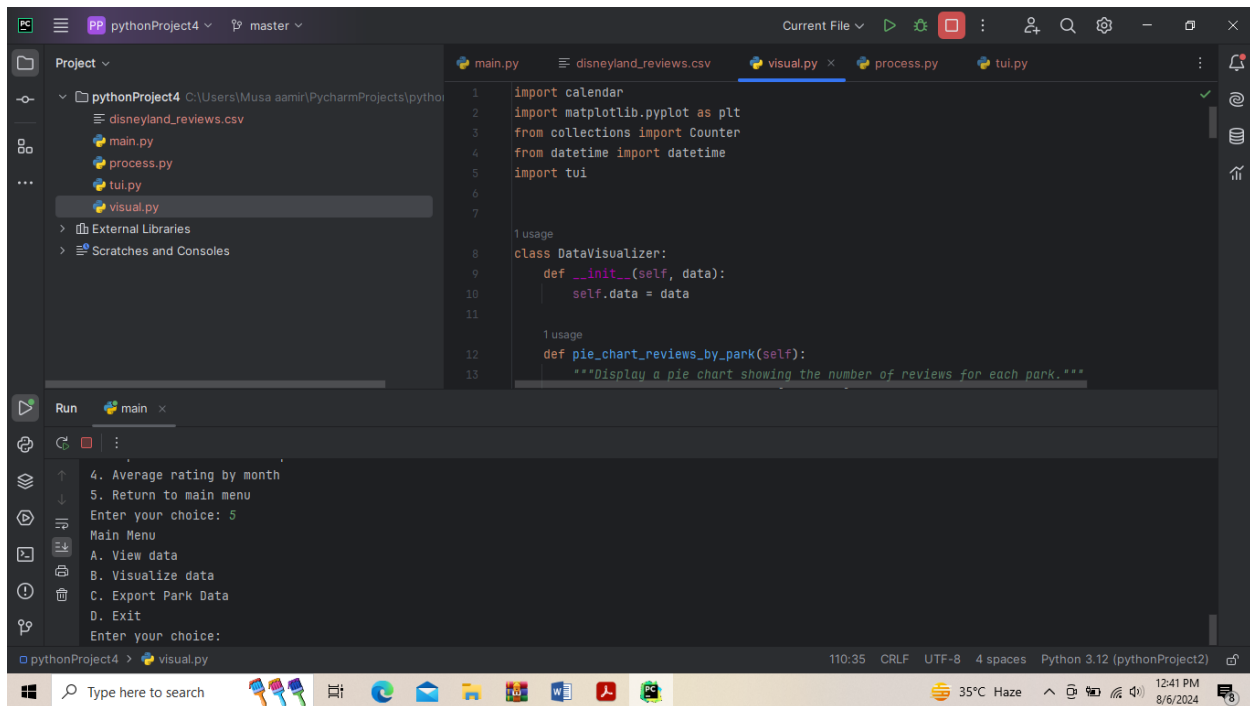 PC
PP pythonProject4
master
Current File
Project
main.py
disneyland_reviews.csv
visual.py
process.py
tui.py
pythonProject4 C:\Users\Musa aamir\PycharmProjects\pytho
disneyland_reviews.csv
main.py
process.py
tui.py
visual.py
External Libraries
Scratches and Consoles
1 import calendar
2 import matplotlib.pyplot as plt
3 from collections import Counter
4 from datetime import datetime
5 import tui
6
7
1 usage
8 class DataVisualizer:
9 def __init__(self, data):
10 self.data = data
11
1 usage
12 def pie_chart_reviews_by_park(self):
13 """Display a pie chart showing the number of reviews for each park."""
Run
main
4. Average rating by month
5. Return to main menu
Enter your choice: 5
Main Menu
A. View data
B. Visualize data
C. Export Park Data
D. Exit
Enter your choice:
pythonProject4 > visual.py
110:35 CRLF UTF-8 4 spaces Python 3.12 (pythonProject2)
Type here to search
35°C Haze
12:41 PM
8/6/2024
8